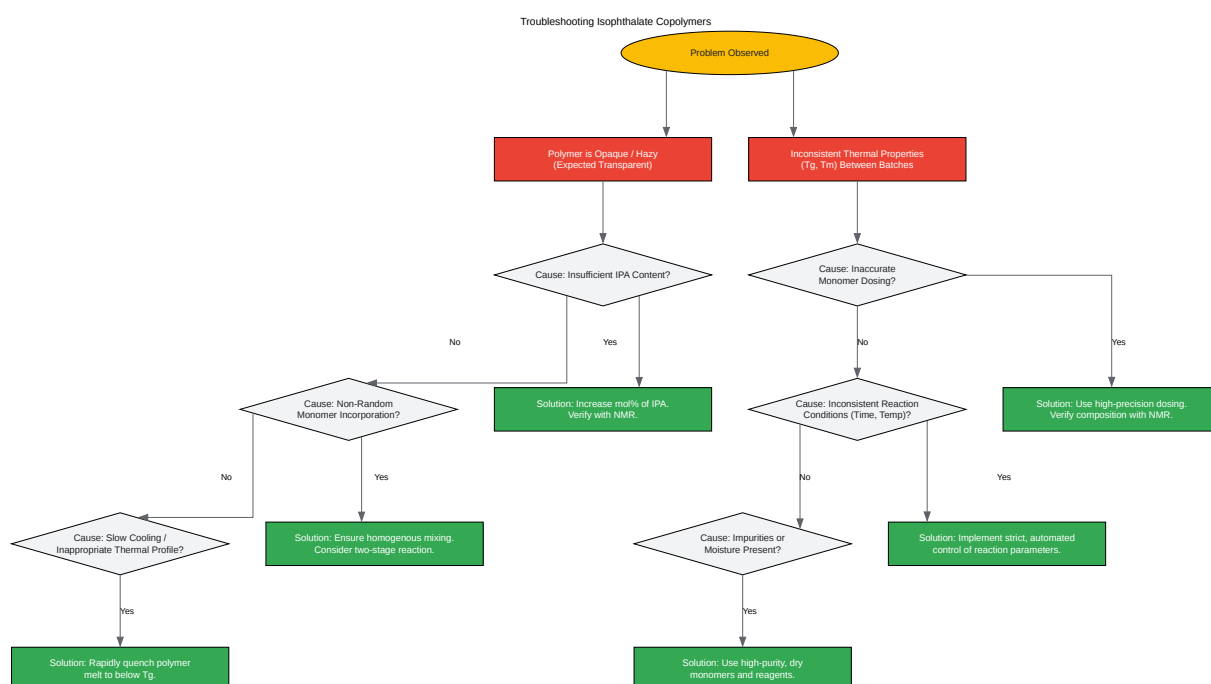 Troubleshooting Isophthalate Copolymers
Problem Observed
Polymer is Opaque / Hazy
(Expected Transparent)
Inconsistent Thermal Properties
(Tg, Tm) Between Batches
Cause: Insufficient IPA Content?
Cause: Inaccurate
Monomer Dosing?
No
Yes
No
Yes
Cause: Non-Random
Monomer Incorporation?
Solution: Increase mol% of IPA.
Verify with NMR.
Cause: Inconsistent Reaction
Conditions (Time, Temp)?
Solution: Use high-precision dosing.
Verify composition with NMR.
No
Yes
No
Yes
Cause: Slow Cooling /
Inappropriate Thermal Profile?
Solution: Ensure homogenous mixing.
Consider two-stage reaction.
Cause: Impurities or
Moisture Present?
Solution: Implement strict, automated
control of reaction parameters.
Yes
Yes
Solution: Rapidly quench polymer
melt to below Tg.
Solution: Use high-purity, dry
monomers and reagents.